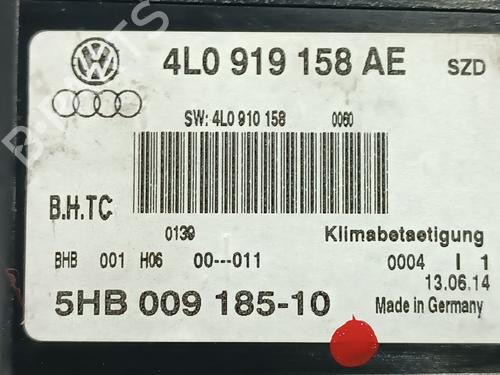 4L0 919 158 AE SZD
SW: 4L0 910 158 0060
B.H.TC
0139 Klimabetaetigung
BHB 001 H06 00---011 0004 I 1
13.06.14
5HB 009 185-10 Made in Germany